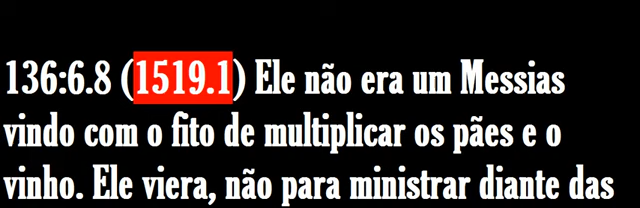 136:6.8 (1519.1) Ele não era um Messias
vindo com o fito de multiplicar os pães e o
vinho. Ele viera, não para ministrar diante das